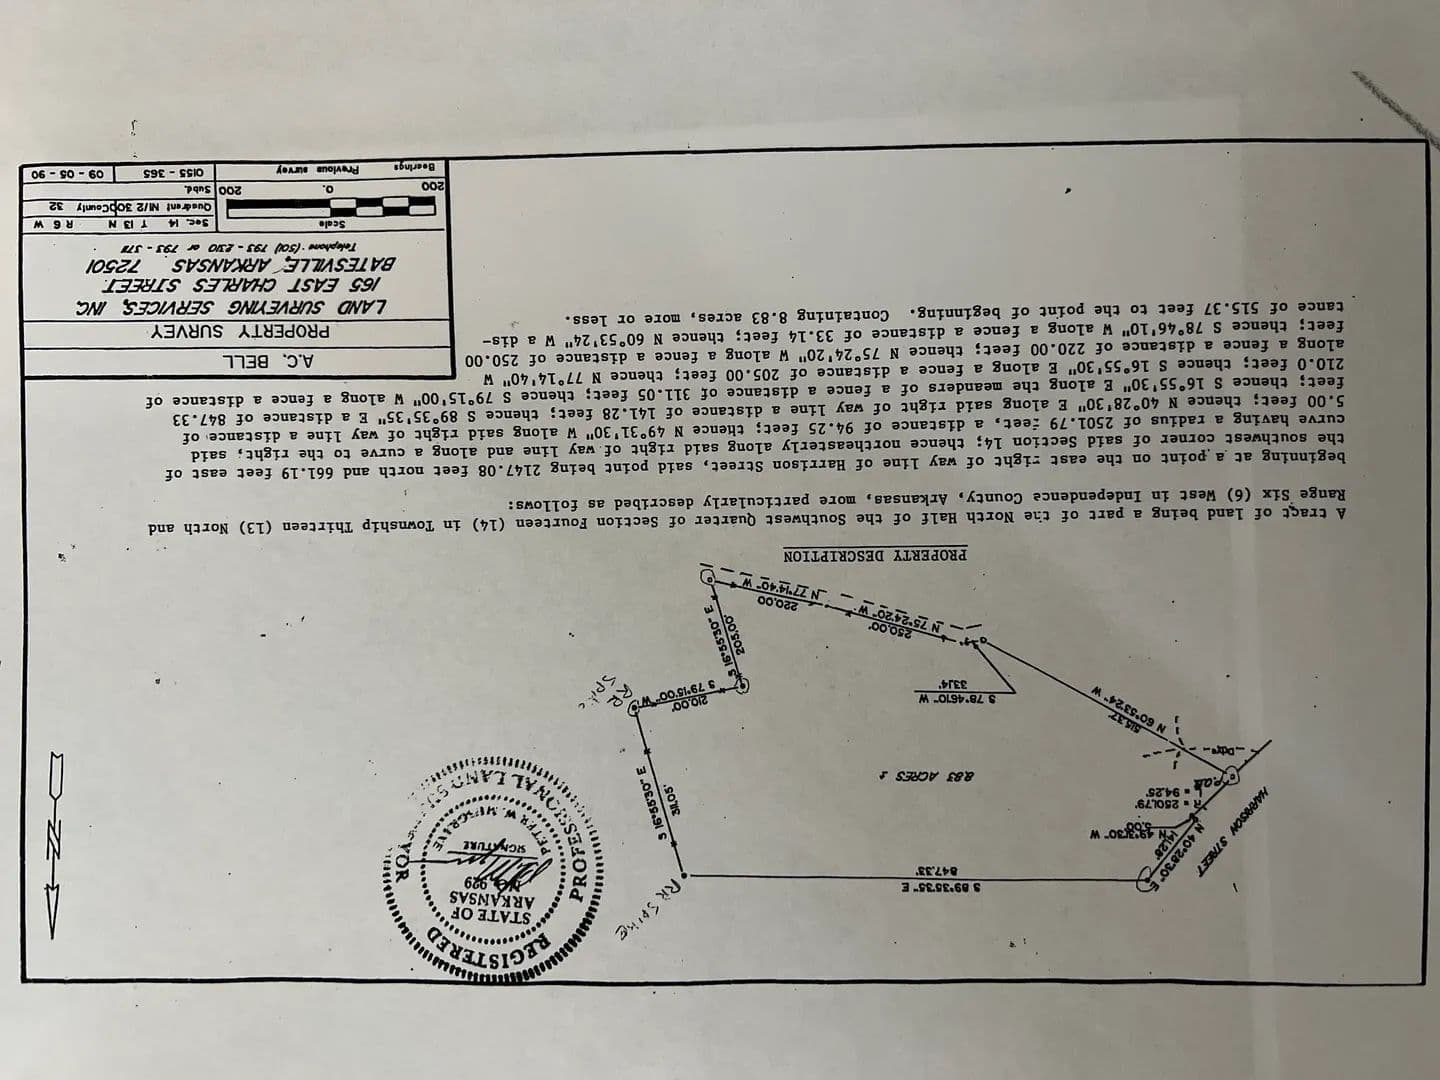 REGISTERED
PROFESSIONAL LAND
STATE OF
ARKANSAS
No. 929
SIGNATURE
PETER W.
RR SPIKE
S 89°35'35" E
847.33'
HARRISON STREET
N 40°28'30" E
141.28'
N 49°31'30" W
5.00'
R = 2501.79'
L = 94.25'
P.O.B.
S 16°55'30" E
311.05'
8.83 ACRES ±
RR
SPike
210.00'
S 79°15'00" W
S 78°46'10" W
33.14'
515.37'
N 60°53'24" W
S 16°55'30" E
205.00'
250.00'
N 75°24'20" W
220.00
N 77°14'40" W
PROPERTY DESCRIPTION
A tract of land being a part of the North Half of the Southwest Quarter of Section Fourteen (14) in Township Thirteen (13) North and
Range Six (6) West in Independence County, Arkansas, more particularly described as follows:
beginning at a point on the east right of way line of Harrison Street, said point being 2147.08 feet north and 661.19 feet east of
the southwest corner of said Section 14; thence northeasterly along said right of way line and along a curve to the right, said
curve having a radius of 2501.79 feet, a distance of 94.25 feet; thence N 49°31'30" W along said right of way line a distance of
5.00 feet; thence N 40°28'30" E along said right of way line a distance of 141.28 feet; thence S 89°35'35" E a distance of 847.33
feet; thence S 16°55'30" E along the meanders of a fence a distance of 311.05 feet; thence S 79°15'00" W along a fence a distance of
210.0 feet; thence S 16°55'30" E along a fence a distance of 205.00 feet; thence N 77°14'40" W
along a fence a distance of 220.00 feet; thence N 75°24'20" W along a fence a distance of 250.00
feet; thence S 78°46'10" W along a fence a distance of 33.14 feet; thence N 60°53'24" W a dis-
tance of 515.37 feet to the point of beginning. Containing 8.83 acres, more or less.
A.C. BELL
PROPERTY SURVEY
LAND SURVEYING SERVICES, INC
165 EAST CHARLES STREET
BATESVILLE, ARKANSAS 72501
Telephone (501) 793 - 2310 or 793 - 3171
Scale
200 0. 200
Sec. 14 T 13 N R 6 W
Quadrant N1/2 County 32
Subd.
Bearings Previous survey
0155 - 365
09 - 05 - 90